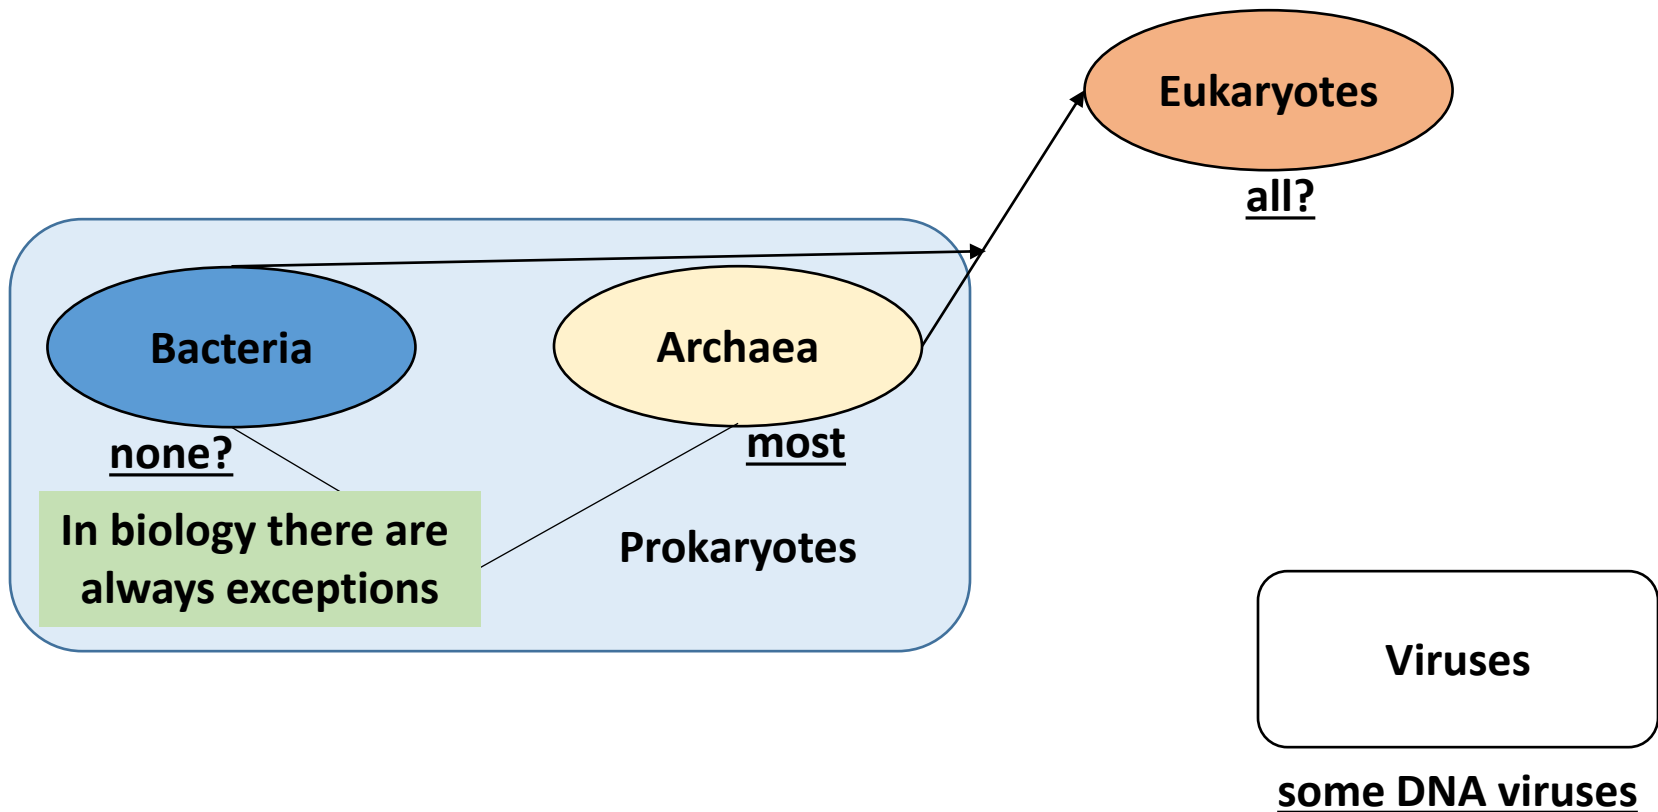 Eukaryotes
all?
Bacteria
Archaea
none?
most
In biology there are
always exceptions
Prokaryotes
Viruses
some DNA viruses